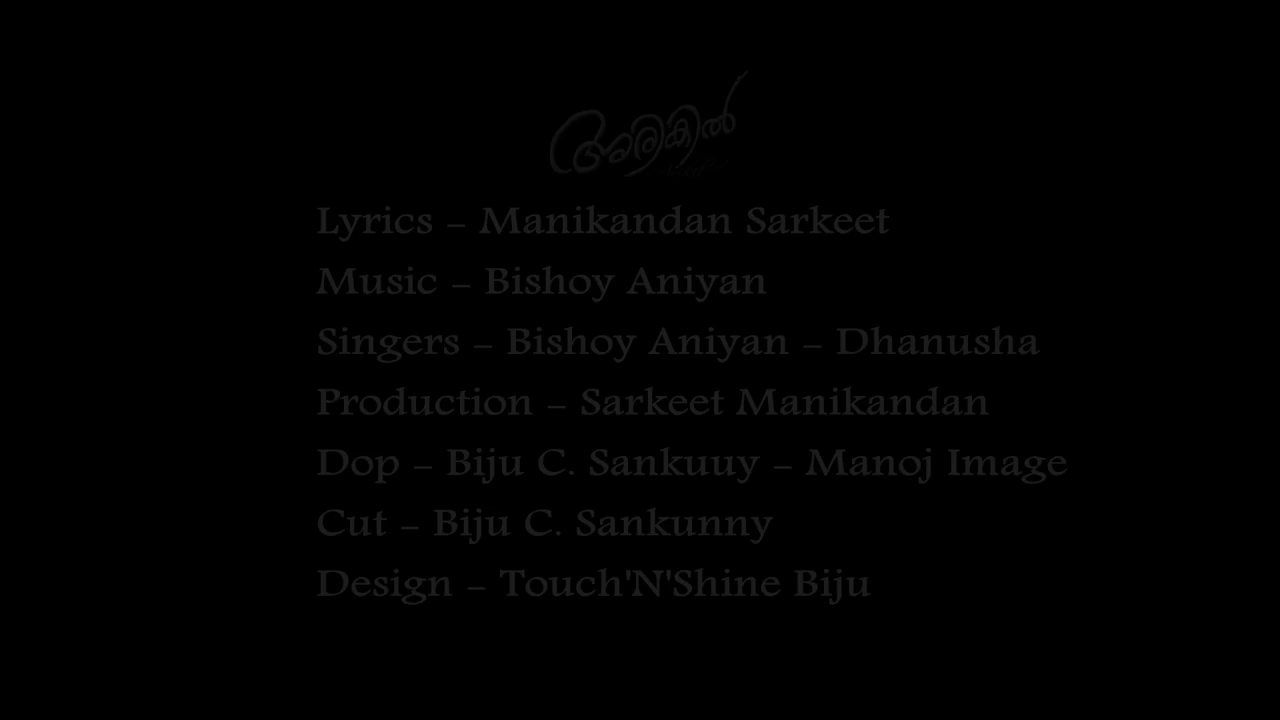 അരികിൽ
Lyrics - Manikandan Sarkeet
Music - Bishoy Aniyan
Singers - Bishoy Aniyan - Dhanusha
Production - Sarkeet Manikandan
Dop - Biju C. Sankuuy - Manoj Image
Cut - Biju C. Sankunny
Design - Touch'N'Shine Biju